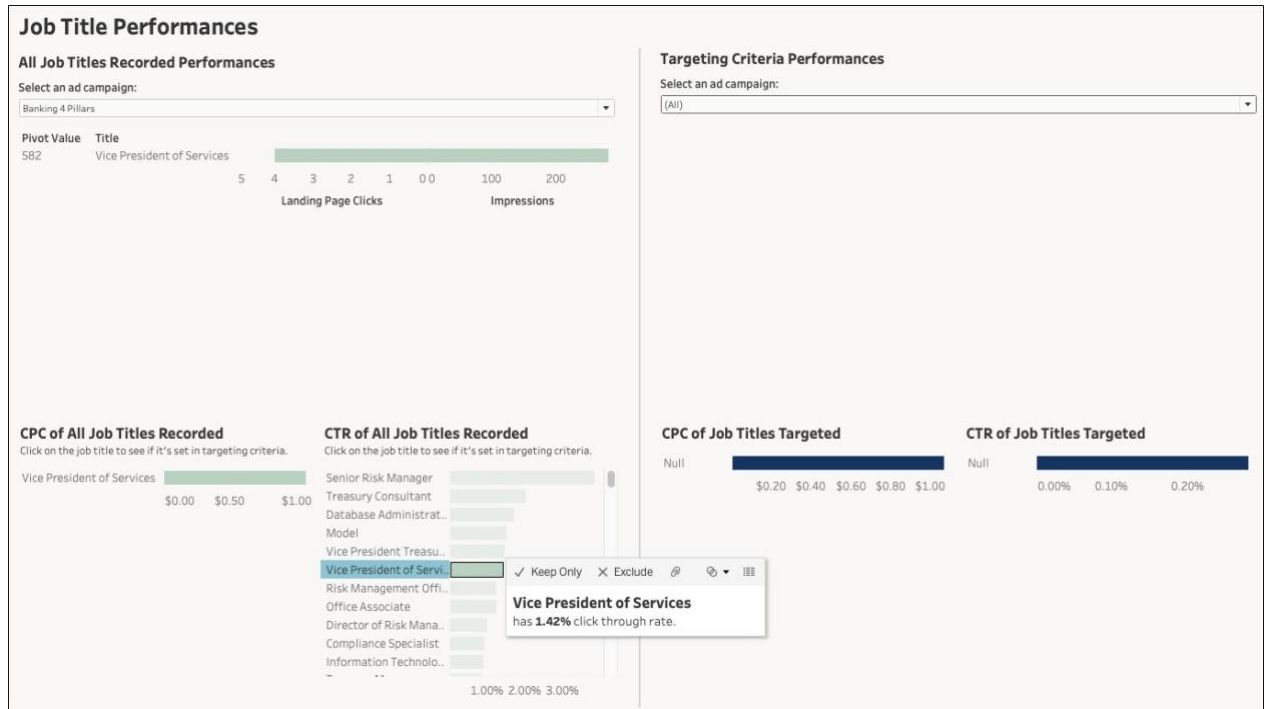 Job Title Performances
All Job Titles Recorded Performances
Select an ad campaign:
Banking 4 Pillars
Pivot Value Title
582 Vice President of Services
5 4 3 2 1 0 0 100 200
Landing Page Clicks Impressions
Targeting Criteria Performances
Select an ad campaign:
(All)
CPC of All Job Titles Recorded
Click on the job title to see if it's set in targeting criteria.
Vice President of Services
$0.00 $0.50 $1.00
CTR of All Job Titles Recorded
Click on the job title to see if it's set in targeting criteria.
Senior Risk Manager
Treasury Consultant
Database Administrat..
Model
Vice President Treasu..
Vice President of Servi..
Risk Management Offi..
Office Associate
Director of Risk Mana..
Compliance Specialist
Information Technolo..
1.00% 2.00% 3.00%
Keep Only Exclude
Vice President of Services
has 1.42% click through rate.
CPC of Job Titles Targeted
Null
$0.20 $0.40 $0.60 $0.80 $1.00
CTR of Job Titles Targeted
Null
0.00% 0.10% 0.20%